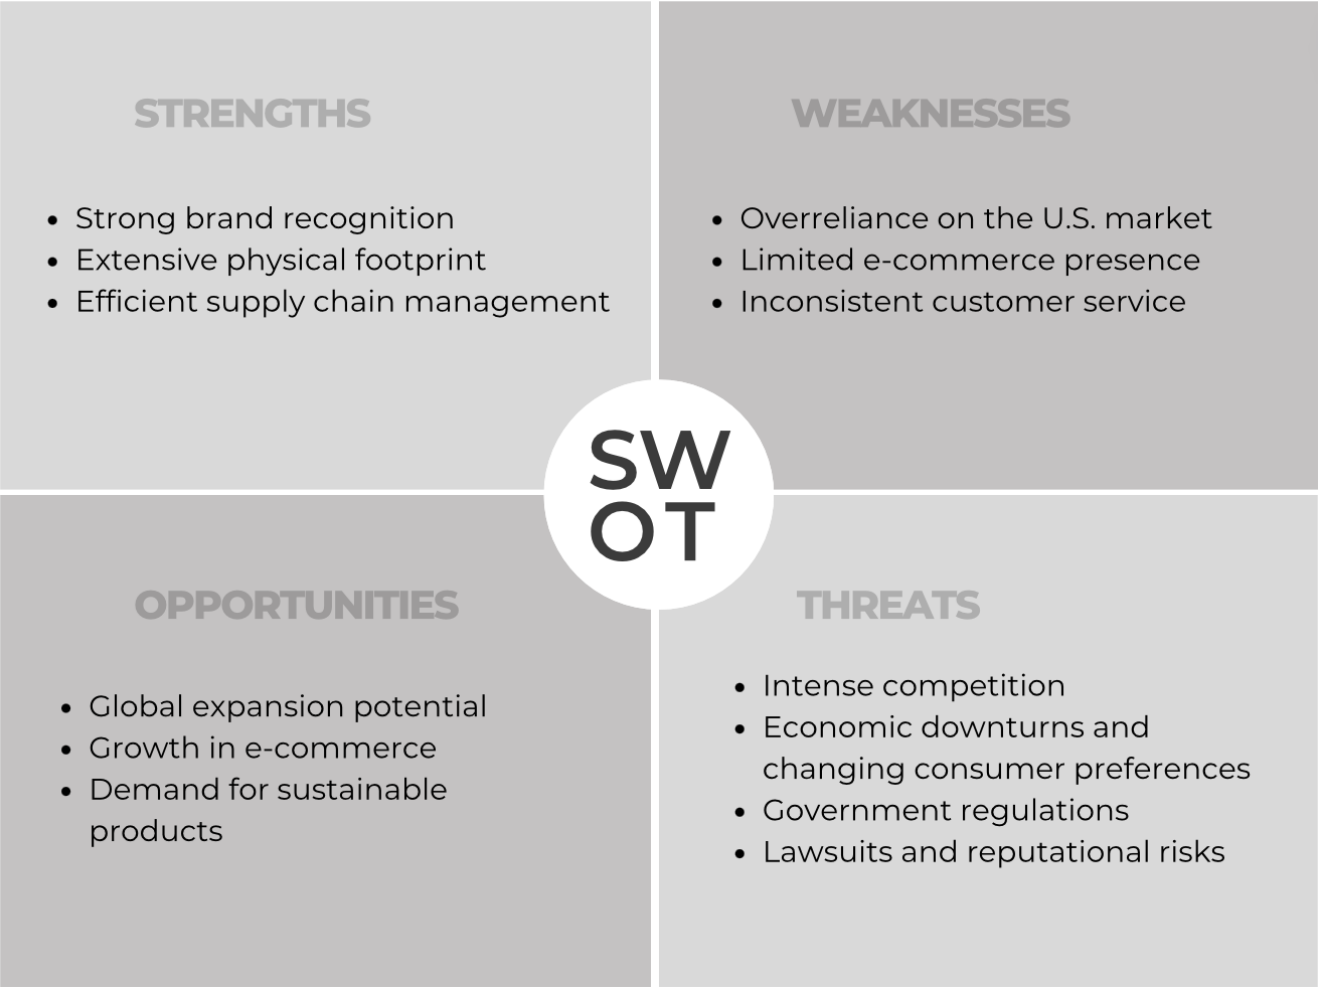 STRENGTHS
• Strong brand recognition
• Extensive physical footprint
• Efficient supply chain management
WEAKNESSES
• Overreliance on the U.S. market
• Limited e-commerce presence
• Inconsistent customer service
SW
OT
OPPORTUNITIES
• Global expansion potential
• Growth in e-commerce
• Demand for sustainable
products
THREATS
• Intense competition
• Economic downturns and
changing consumer preferences
• Government regulations
• Lawsuits and reputational risks